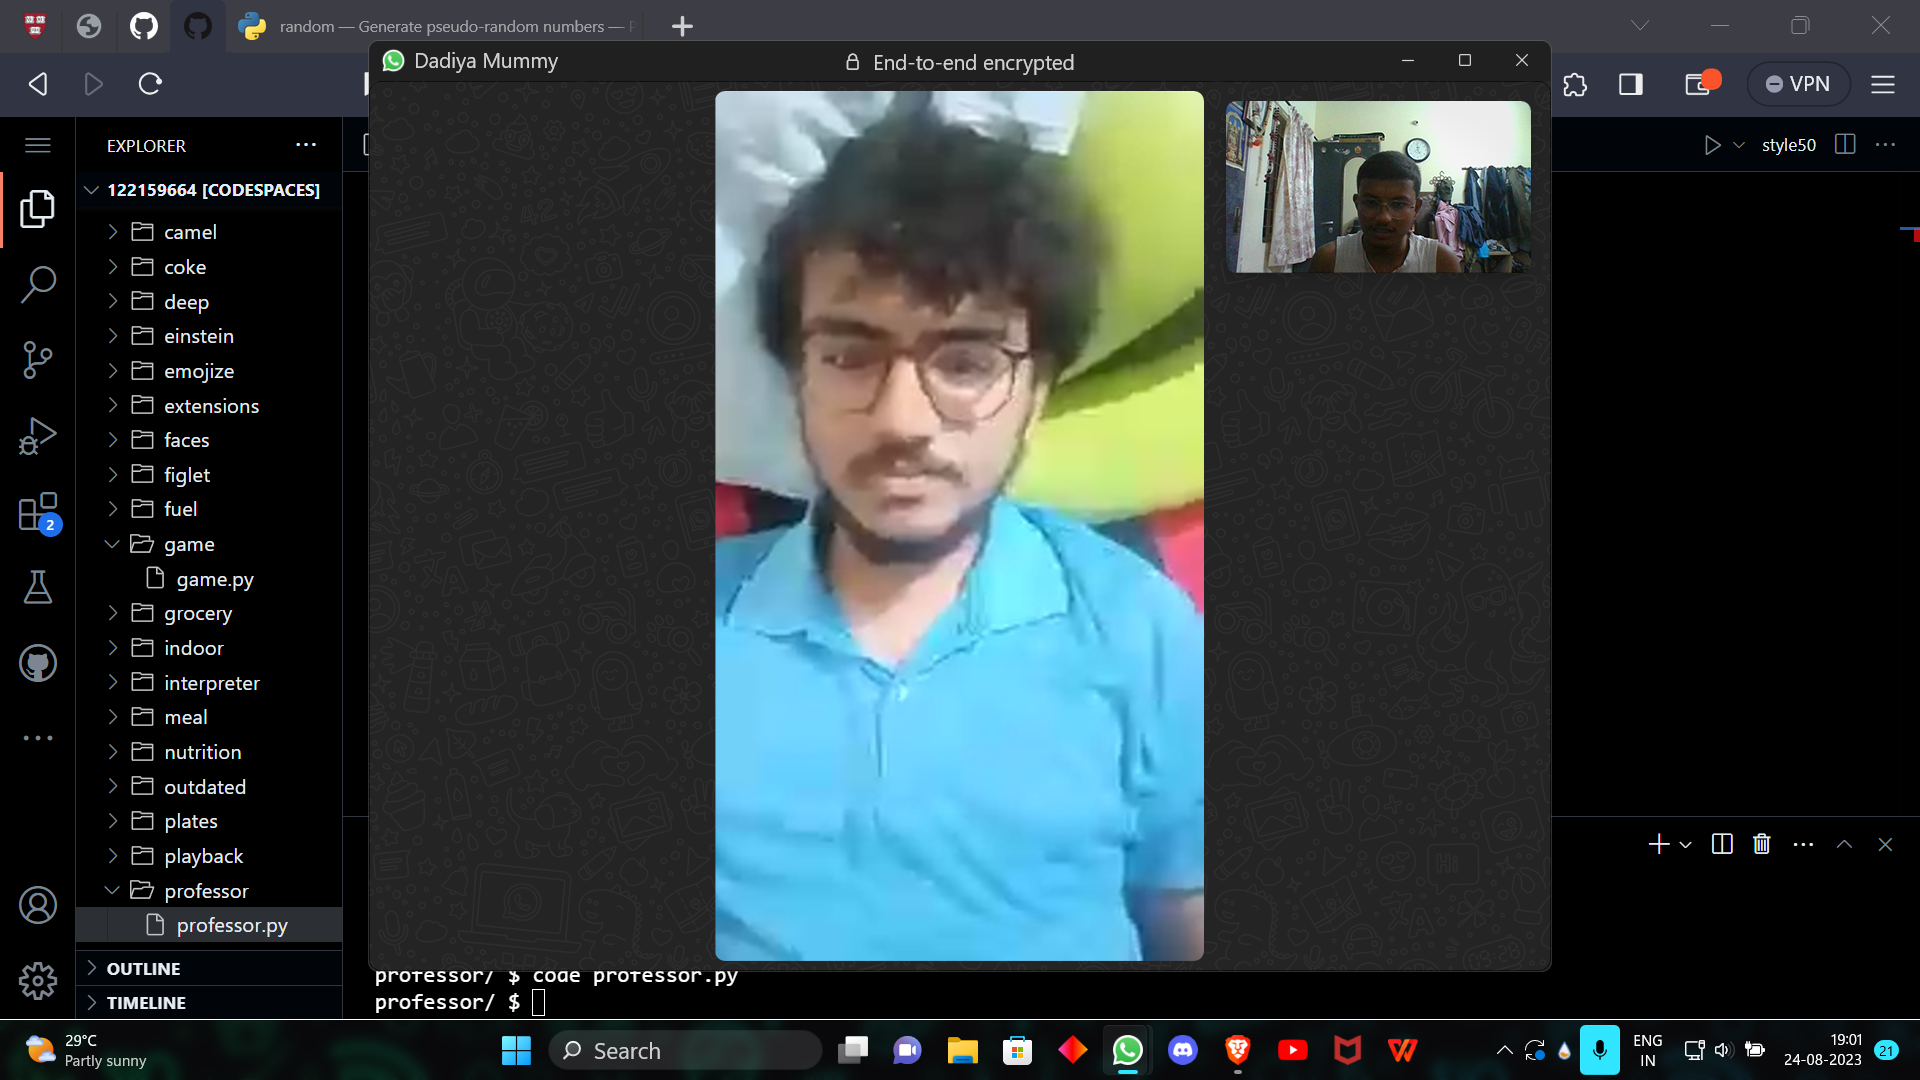 random — Generate pseudo-random numbers —
Dadiya Mummy
End-to-end encrypted
VPN
EXPLORER
style50
122159664 [CODESPACES]
camel
coke
deep
einstein
emojize
extensions
faces
figlet
fuel
game
game.py
grocery
indoor
interpreter
meal
nutrition
outdated
plates
playback
professor
professor.py
OUTLINE
TIMELINE
2
professor/ $ code professor.py
professor/ $
29°C
Partly sunny
Search
ENG
IN
19:01
24-08-2023
21